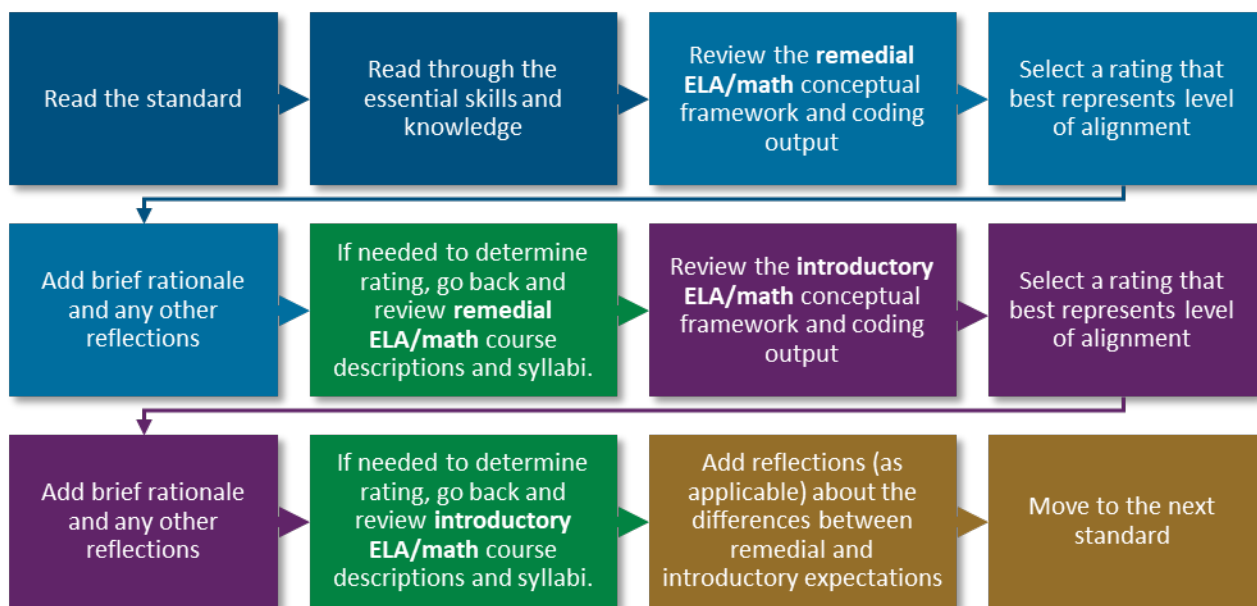 Read the standard
Read through the
essential skills and
knowledge
Review the remedial
ELA/math conceptual
framework and coding
output
Select a rating that
best represents level
of alignment
Add brief rationale
and any other
reflections
If needed to determine
rating, go back and
review remedial
ELA/math course
descriptions and syllabi.
Review the introductory
ELA/math conceptual
framework and coding
output
Select a rating that
best represents level
of alignment
Add brief rationale
and any other
reflections
If needed to determine
rating, go back and
review introductory
ELA/math course
descriptions and syllabi.
Add reflections (as
applicable) about the
differences between
remedial and
introductory expectations
Move to the next
standard